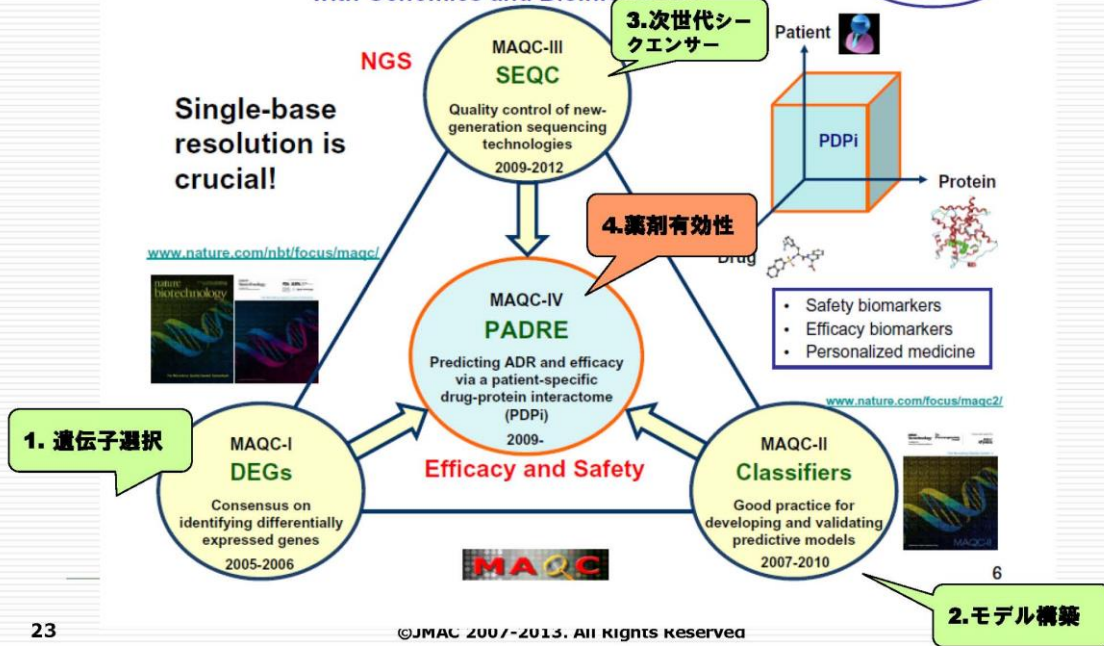 3.次世代シー
クエンサー
NGS
MAQC-III
SEQC
Quality control of new-
generation sequencing
technologies
2009-2012
Single-base
resolution is
crucial!
Patient
PDPi
Protein
Drug
4.薬剤有効性
www.nature.com/nbt/focus/maqc/
nature
biotechnology
MAQC-IV
PADRE
Predicting ADR and efficacy
via a patient-specific
drug-protein interactome
(PDPi)
2009-
• Safety biomarkers
• Efficacy biomarkers
• Personalized medicine
www.nature.com/focus/maqc2/
1. 遺伝子選択
MAQC-I
DEGs
Consensus on
identifying differentially
expressed genes
2005-2006
Efficacy and Safety
MAQC-II
Classifiers
Good practice for
developing and validating
predictive models
2007-2010
MAQC-II
MAQC
6
2.モデル構築
23
©JMAC 2007-2013. All Rights Reserved